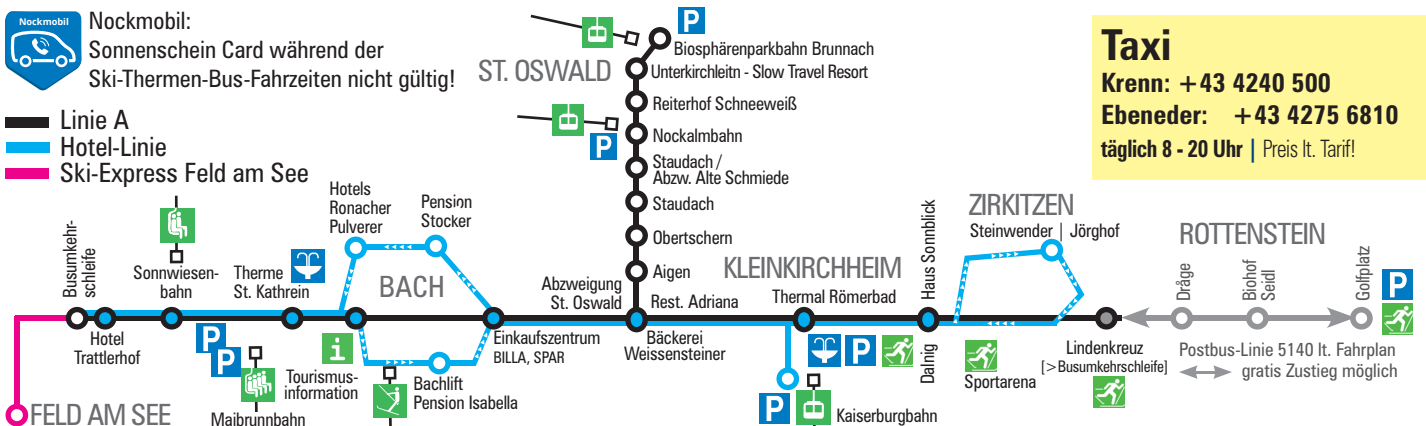 Nockmobil
Nockmobil:
Sonnenschein Card während der
Ski-Thermen-Bus-Fahrzeiten nicht gültig!
Linie A
Hotel-Linie
Ski-Express Feld am See
P
Biosphärenparkbahn Brunnach
ST. OSWALD
Unterkirchleitn - Slow Travel Resort
Reiterhof Schneeweiß
Nockalmbahn
P
Staudach /
Abzw. Alte Schmiede
Staudach
Obertschern
Aigen
Abzweigung
St. Oswald
Rest. Adriana
Bäckerei
Weissensteiner
Taxi
Krenn: +43 4240 500
Ebeneder: +43 4275 6810
täglich 8 - 20 Uhr | Preis lt. Tarif!
Busumkehr-
schleife
Hotel
Trattlerhof
Sonnwiesen-
bahn
P
P
Maibrunnbahn
Therme
St. Kathrein
i
Tourismus-
information
Hotels
Ronacher
Pulverer
Pension
Stocker
BACH
Bachlift
Pension Isabella
Einkaufszentrum
BILLA, SPAR
KLEINKIRCHHEIM
Thermal Römerbad
P
P
Kaiserburgbahn
Haus Sonnblick
Dalnig
Sportarena
ZIRKITZEN
Steinwender | Jörghof
Lindenkreuz
[>Busumkehrschleife]
ROTTENSTEIN
Dråge
Biohof
Seidl
Golfplatz
P
Postbus-Linie 5140 lt. Fahrplan
gratis Zustieg möglich
FELD AM SEE